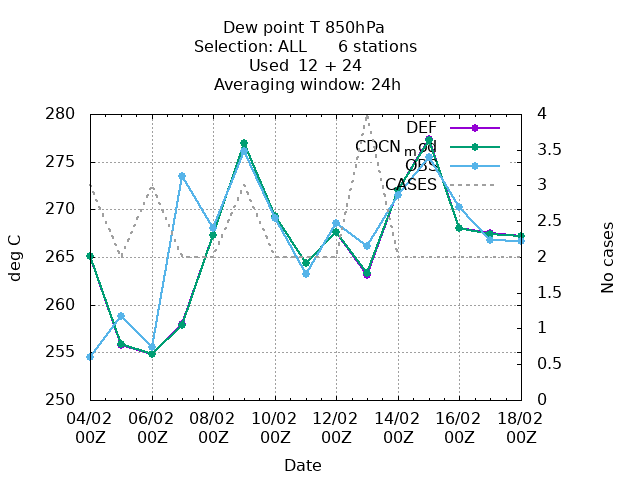 Dew point T 850hPa
Selection: ALL      6 stations
Used  12 + 24
Averaging window: 24h
280 4
DEF
CDCN_mod
275 3.5
OBS
CASES
270 3
2.5
265 2
260 1.5
1
255 0.5
250 0
deg C
No cases
04/02 06/02 08/02 10/02 12/02 14/02 16/02 18/02
00Z 00Z 00Z 00Z 00Z 00Z 00Z 00Z
Date